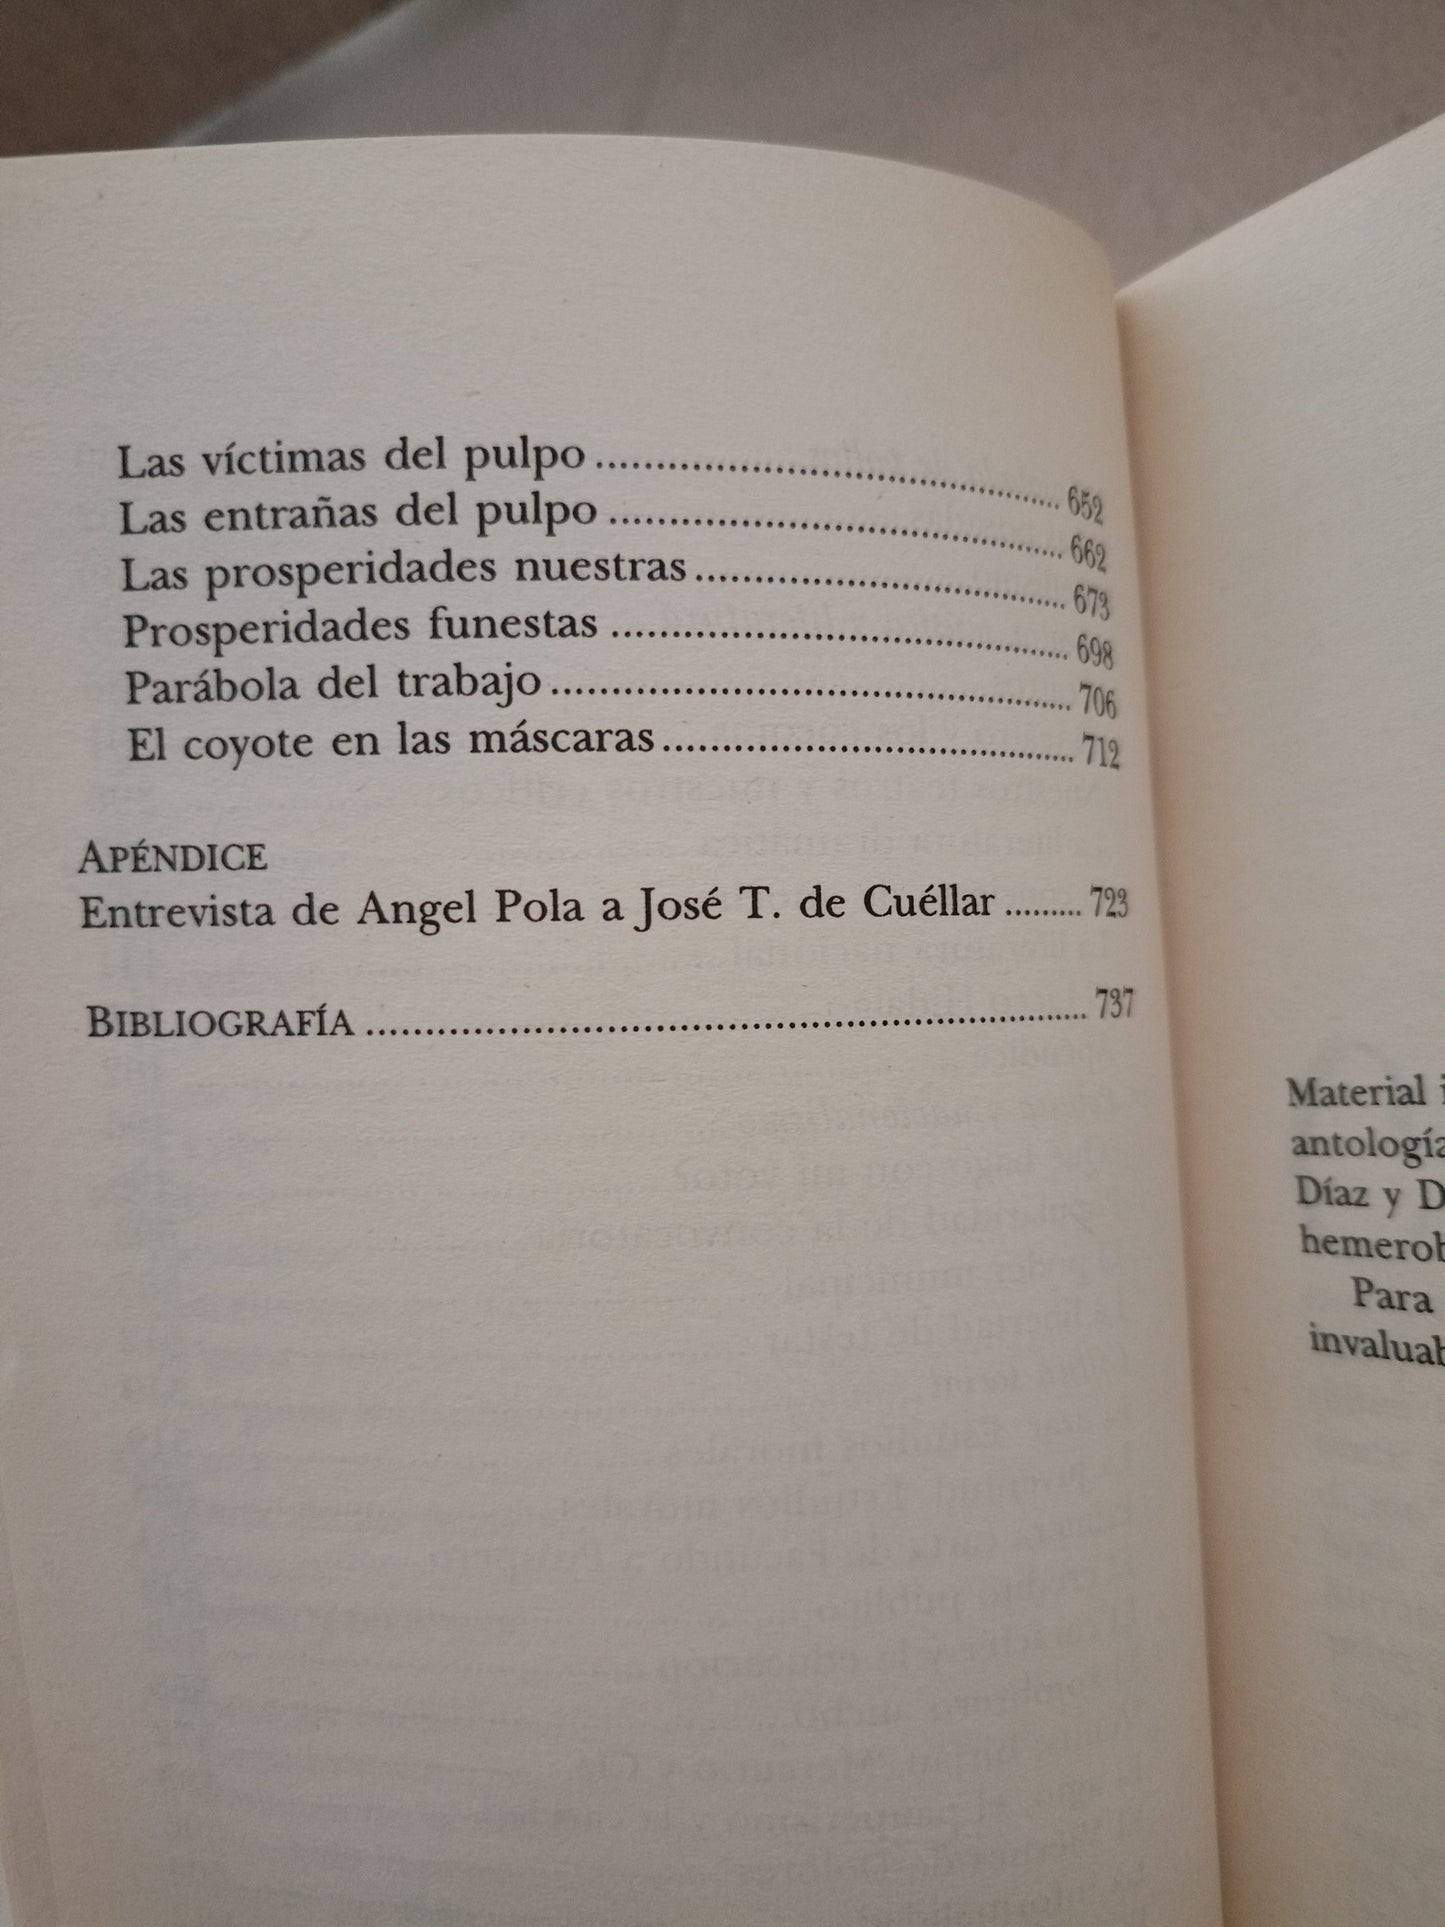 Las víctimas del pulpo ........ 652
Las entrañas del pulpo ........ 662
Las prosperidades nuestras ........ 673
Prosperidades funestas ........ 698
Parábola del trabajo ........ 706
El coyote en las máscaras ........ 712
APÉNDICE
Entrevista de Angel Pola a José T. de Cuéllar ......... 723
BIBLIOGRAFÍA ........ 737
Material
antología
Díaz y
Para